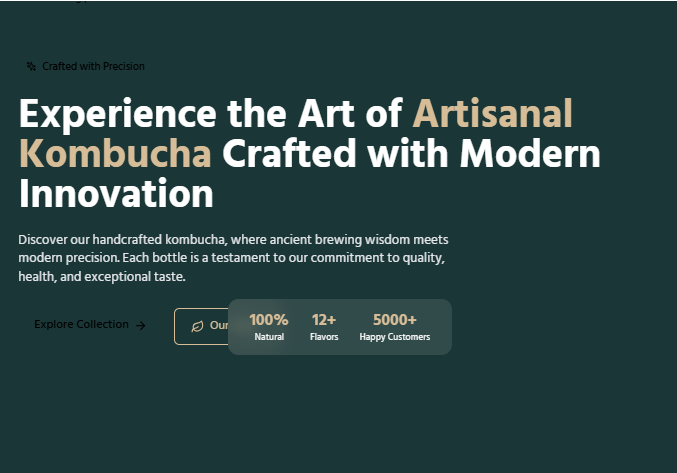 Crafted with Precision
Experience the Art of Artisanal
Kombucha Crafted with Modern
Innovation
Discover our handcrafted kombucha, where ancient brewing wisdom meets
modern precision. Each bottle is a testament to our commitment to quality,
health, and exceptional taste.
Explore Collection
Our
100% 12+ 5000+
Natural Flavors Happy Customers